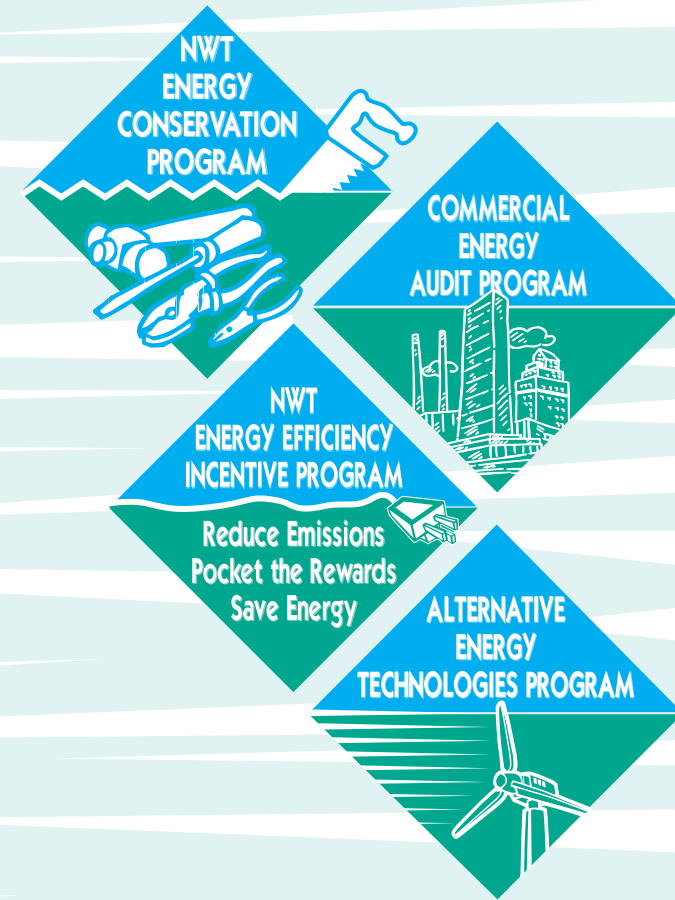 NWT
ENERGY
CONSERVATION
PROGRAM
COMMERCIAL
ENERGY
AUDIT PROGRAM
NWT
ENERGY EFFICIENCY
INCENTIVE PROGRAM
Reduce Emissions
Pocket the Rewards
Save Energy
ALTERNATIVE
ENERGY
TECHNOLOGIES PROGRAM